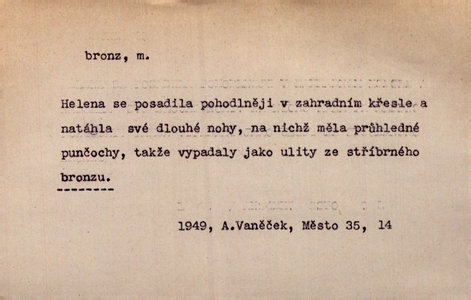 bronz, m.
Helena se posadila pohodlněji v zahradním křesle a
natáhla své dlouhé nohy, na nichž měla průhledné
punčochy, takže vypadaly jako ulity ze stříbrného
bronzu.
1949, A.Vaněček, Město 35, 14